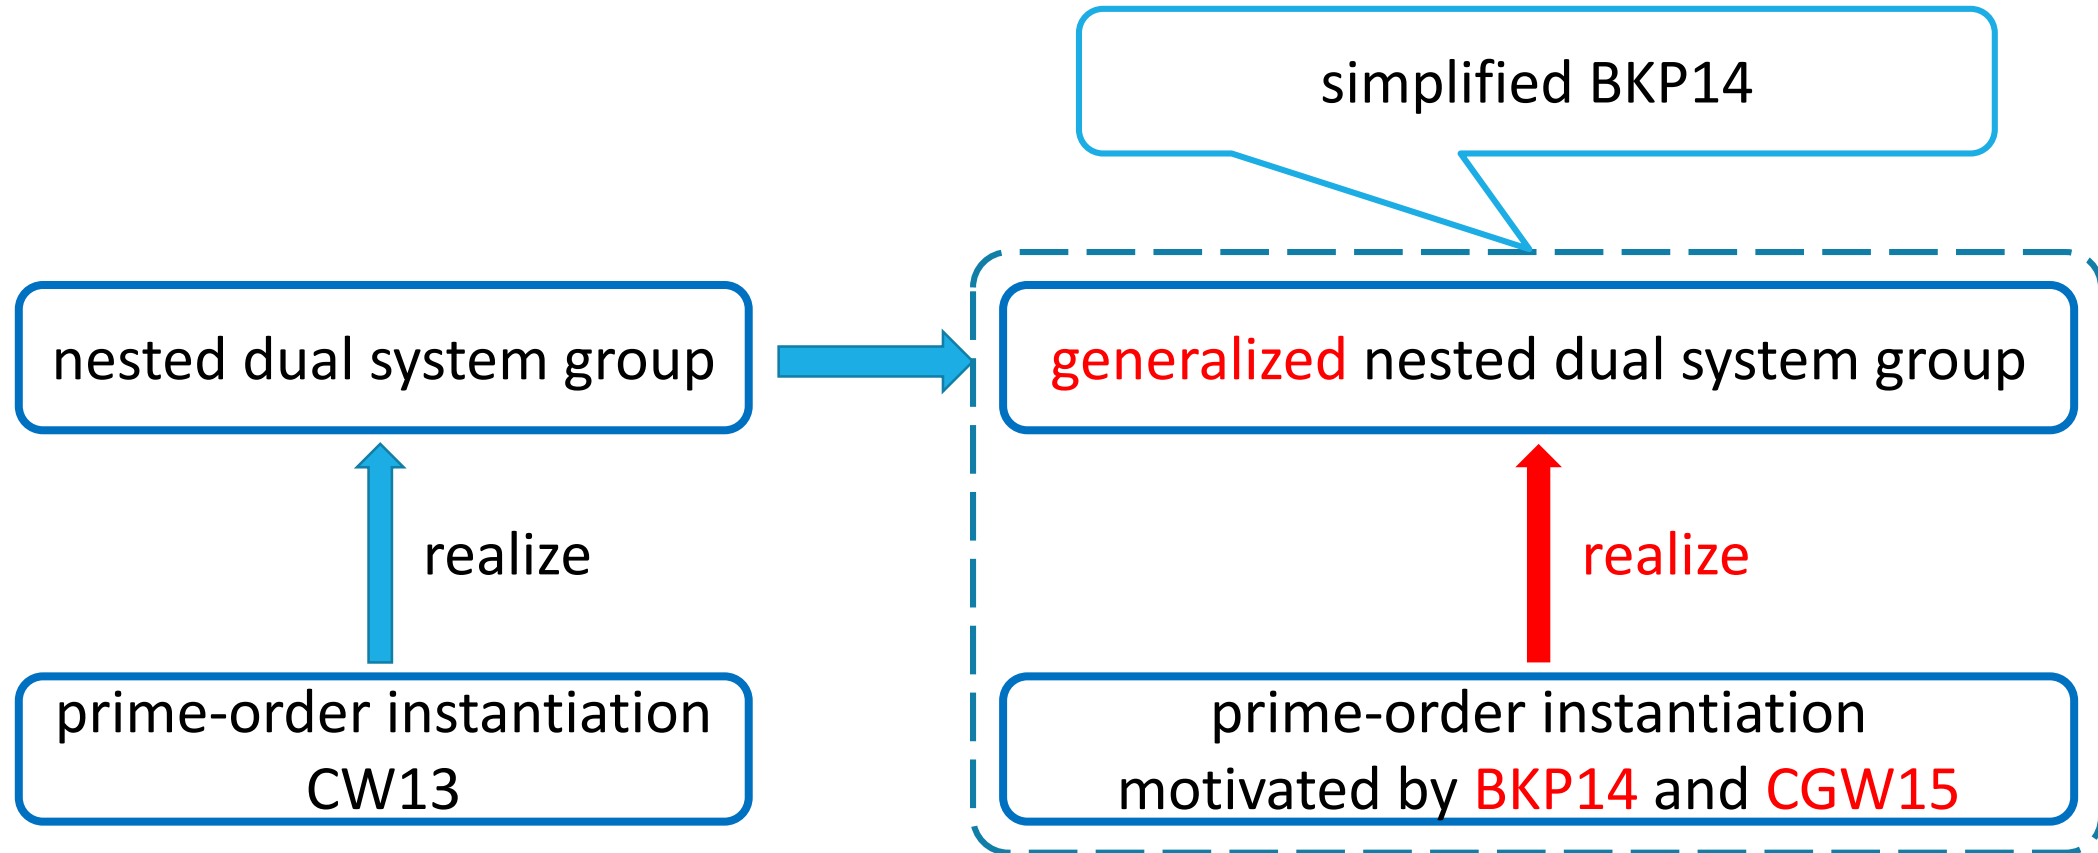 simplified BKP14
nested dual system group
generalized nested dual system group
realize
realize
prime-order instantiation
CW13
prime-order instantiation
motivated by BKP14 and CGW15